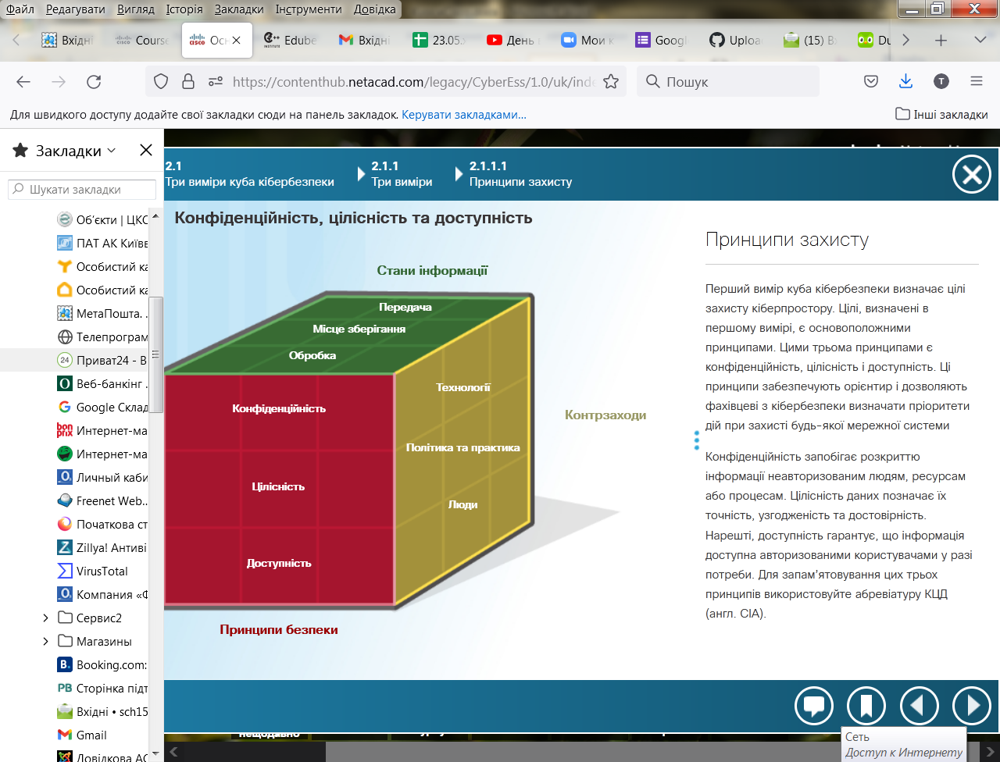 Файл Редагувати Вигляд Історія Закладки Інструменти Довідка
Вхідні Course Осн Edube Вхідні 23.05. День Мои к Googl Uploa (15) Вх Du
https://contenthub.netacad.com/legacy/CyberEss/1.0/uk/inde
Пошук
Для швидкого доступу додайте свої закладки сюди на панель закладок. Керувати закладками...
Інші закладки
Закладки
Шукати закладки
Об'єкти | ЦКС
ПАТ АК Київв
Особистий ка
Особистий ка
МетаПошта. .
Телепрограм
Приват24 - В
Веб-банкінг .
Google Склад
Интернет-ма
Интернет-ма
Личный каби
Freenet Web..
Початкова ст
Zillya! Антиві
VirusTotal
Компания «Ф
Сервис2
Магазины
Booking.com:
Сторінка підт
Вхідні • sch15
Gmail
Довідкова АС
2.1
Три виміри куба кібербезпеки
2.1.1
Три виміри
2.1.1.1
Принципи захисту
Конфіденційність, цілісність та доступність
Стани інформації
Передача
Місце зберігання
Обробка
Конфіденційність
Цілісність
Доступність
Технології
Політика та практика
Люди
Контрзаходи
Принципи безпеки
Принципи захисту
Перший вимір куба кібербезпеки визначає цілі
захисту кіберпростору. Цілі, визначені в
першому вимірі, є основоположними
принципами. Цими трьома принципами є
конфіденційність, цілісність і доступність. Ці
принципи забезпечують орієнтир і дозволяють
фахівцеві з кібербезпеки визначати пріоритети
дій при захисті будь-якої мережної системи
Конфіденційність запобігає розкриттю
інформації неавторизованим людям, ресурсам
або процесам. Цілісність даних позначає їх
точність, узгодженість та достовірність.
Нарешті, доступність гарантує, що інформація
доступна авторизованими користувачами у разі
потреби. Для запам'ятовування цих трьох
принципів використовуйте абревіатуру КЦД
(англ. CIA).
нещодавно
Сеть
Доступ к Интернету